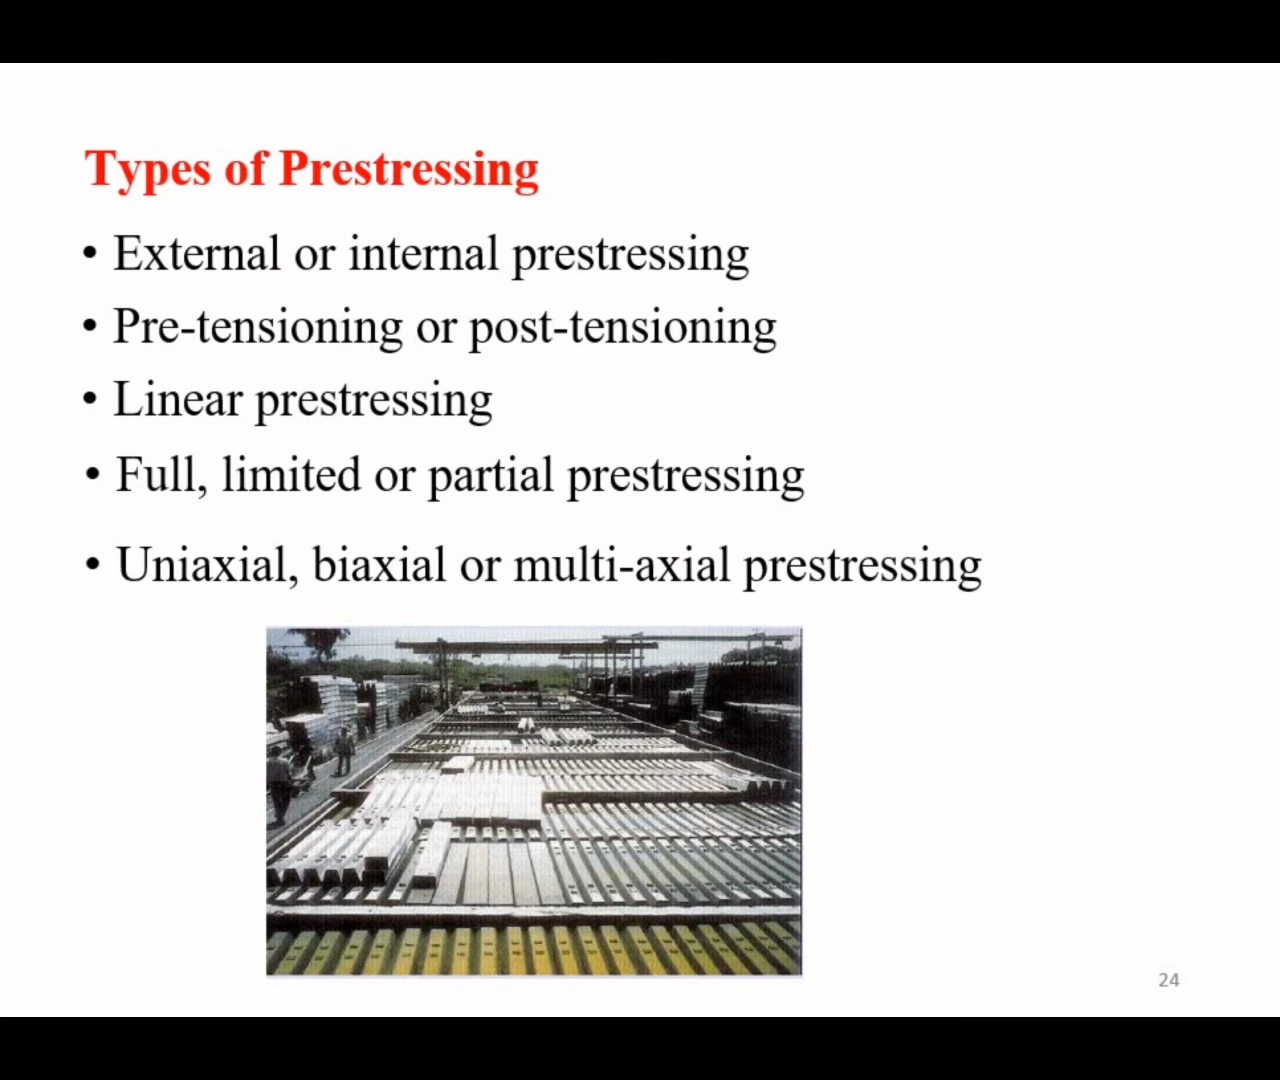 Types of Prestressing
• External or internal prestressing
• Pre-tensioning or post-tensioning
• Linear prestressing
• Full, limited or partial prestressing
• Uniaxial, biaxial or multi-axial prestressing
24